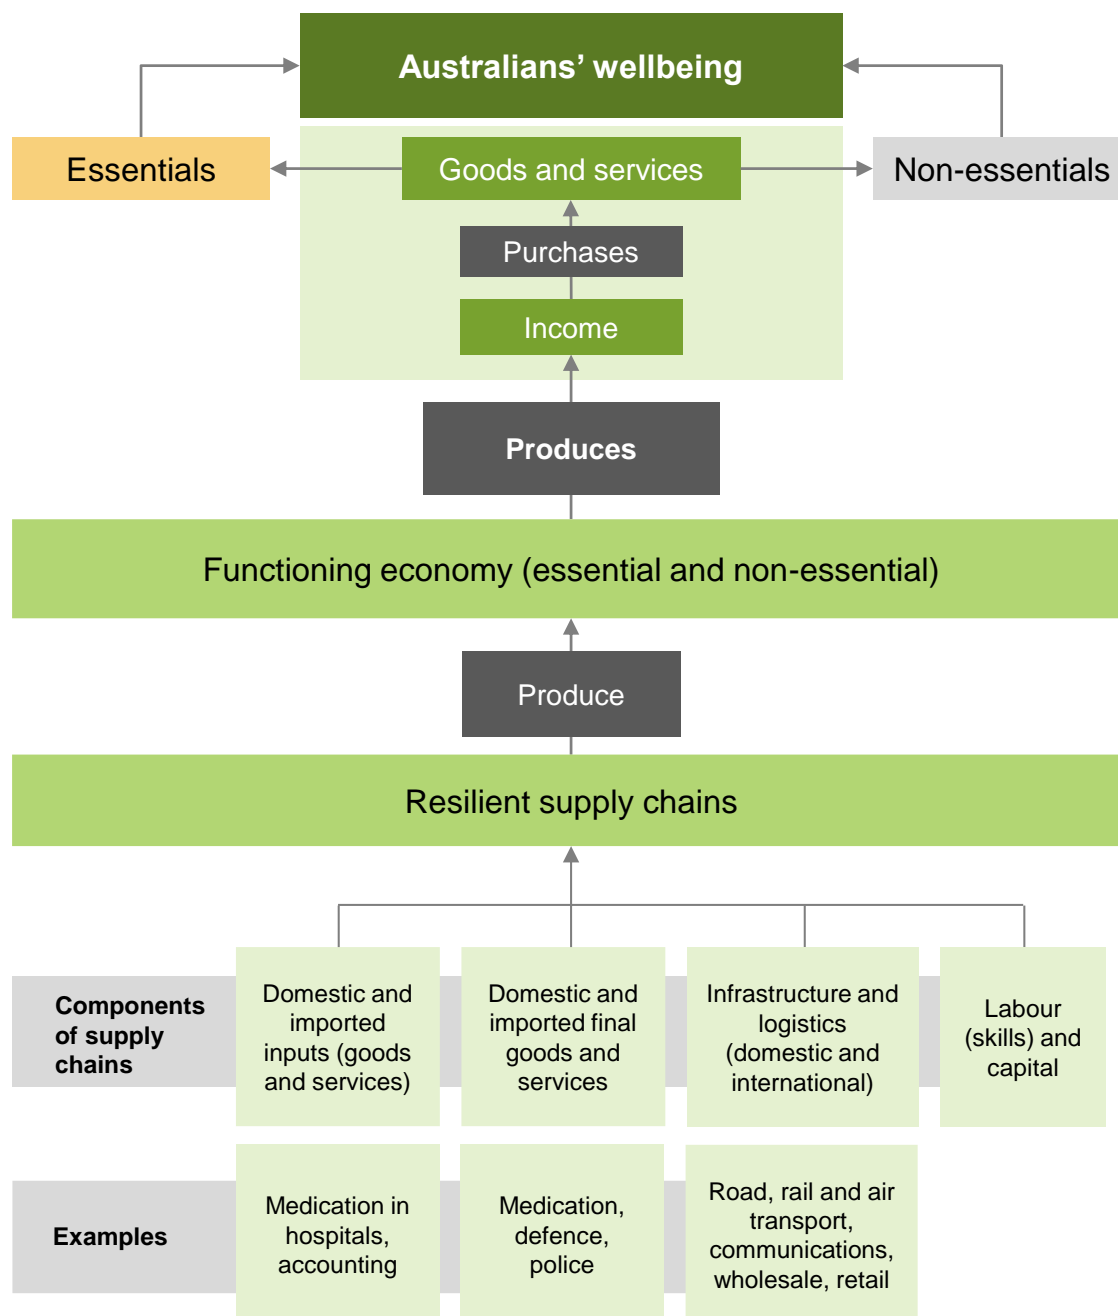 Australians’ wellbeing
Essentials
Goods and services
Non-essentials
Purchases
Income
Produces
Functioning economy (essential and non-essential)
Produce
Resilient supply chains
Components
of supply
chains
Domestic and
imported
inputs (goods
and services)
Domestic and
imported final
goods and
services
Infrastructure and
logistics
(domestic and
international)
Labour
(skills) and
capital
Examples
Medication in
hospitals,
accounting
Medication,
defence,
police
Road, rail and air
transport,
communications,
wholesale, retail